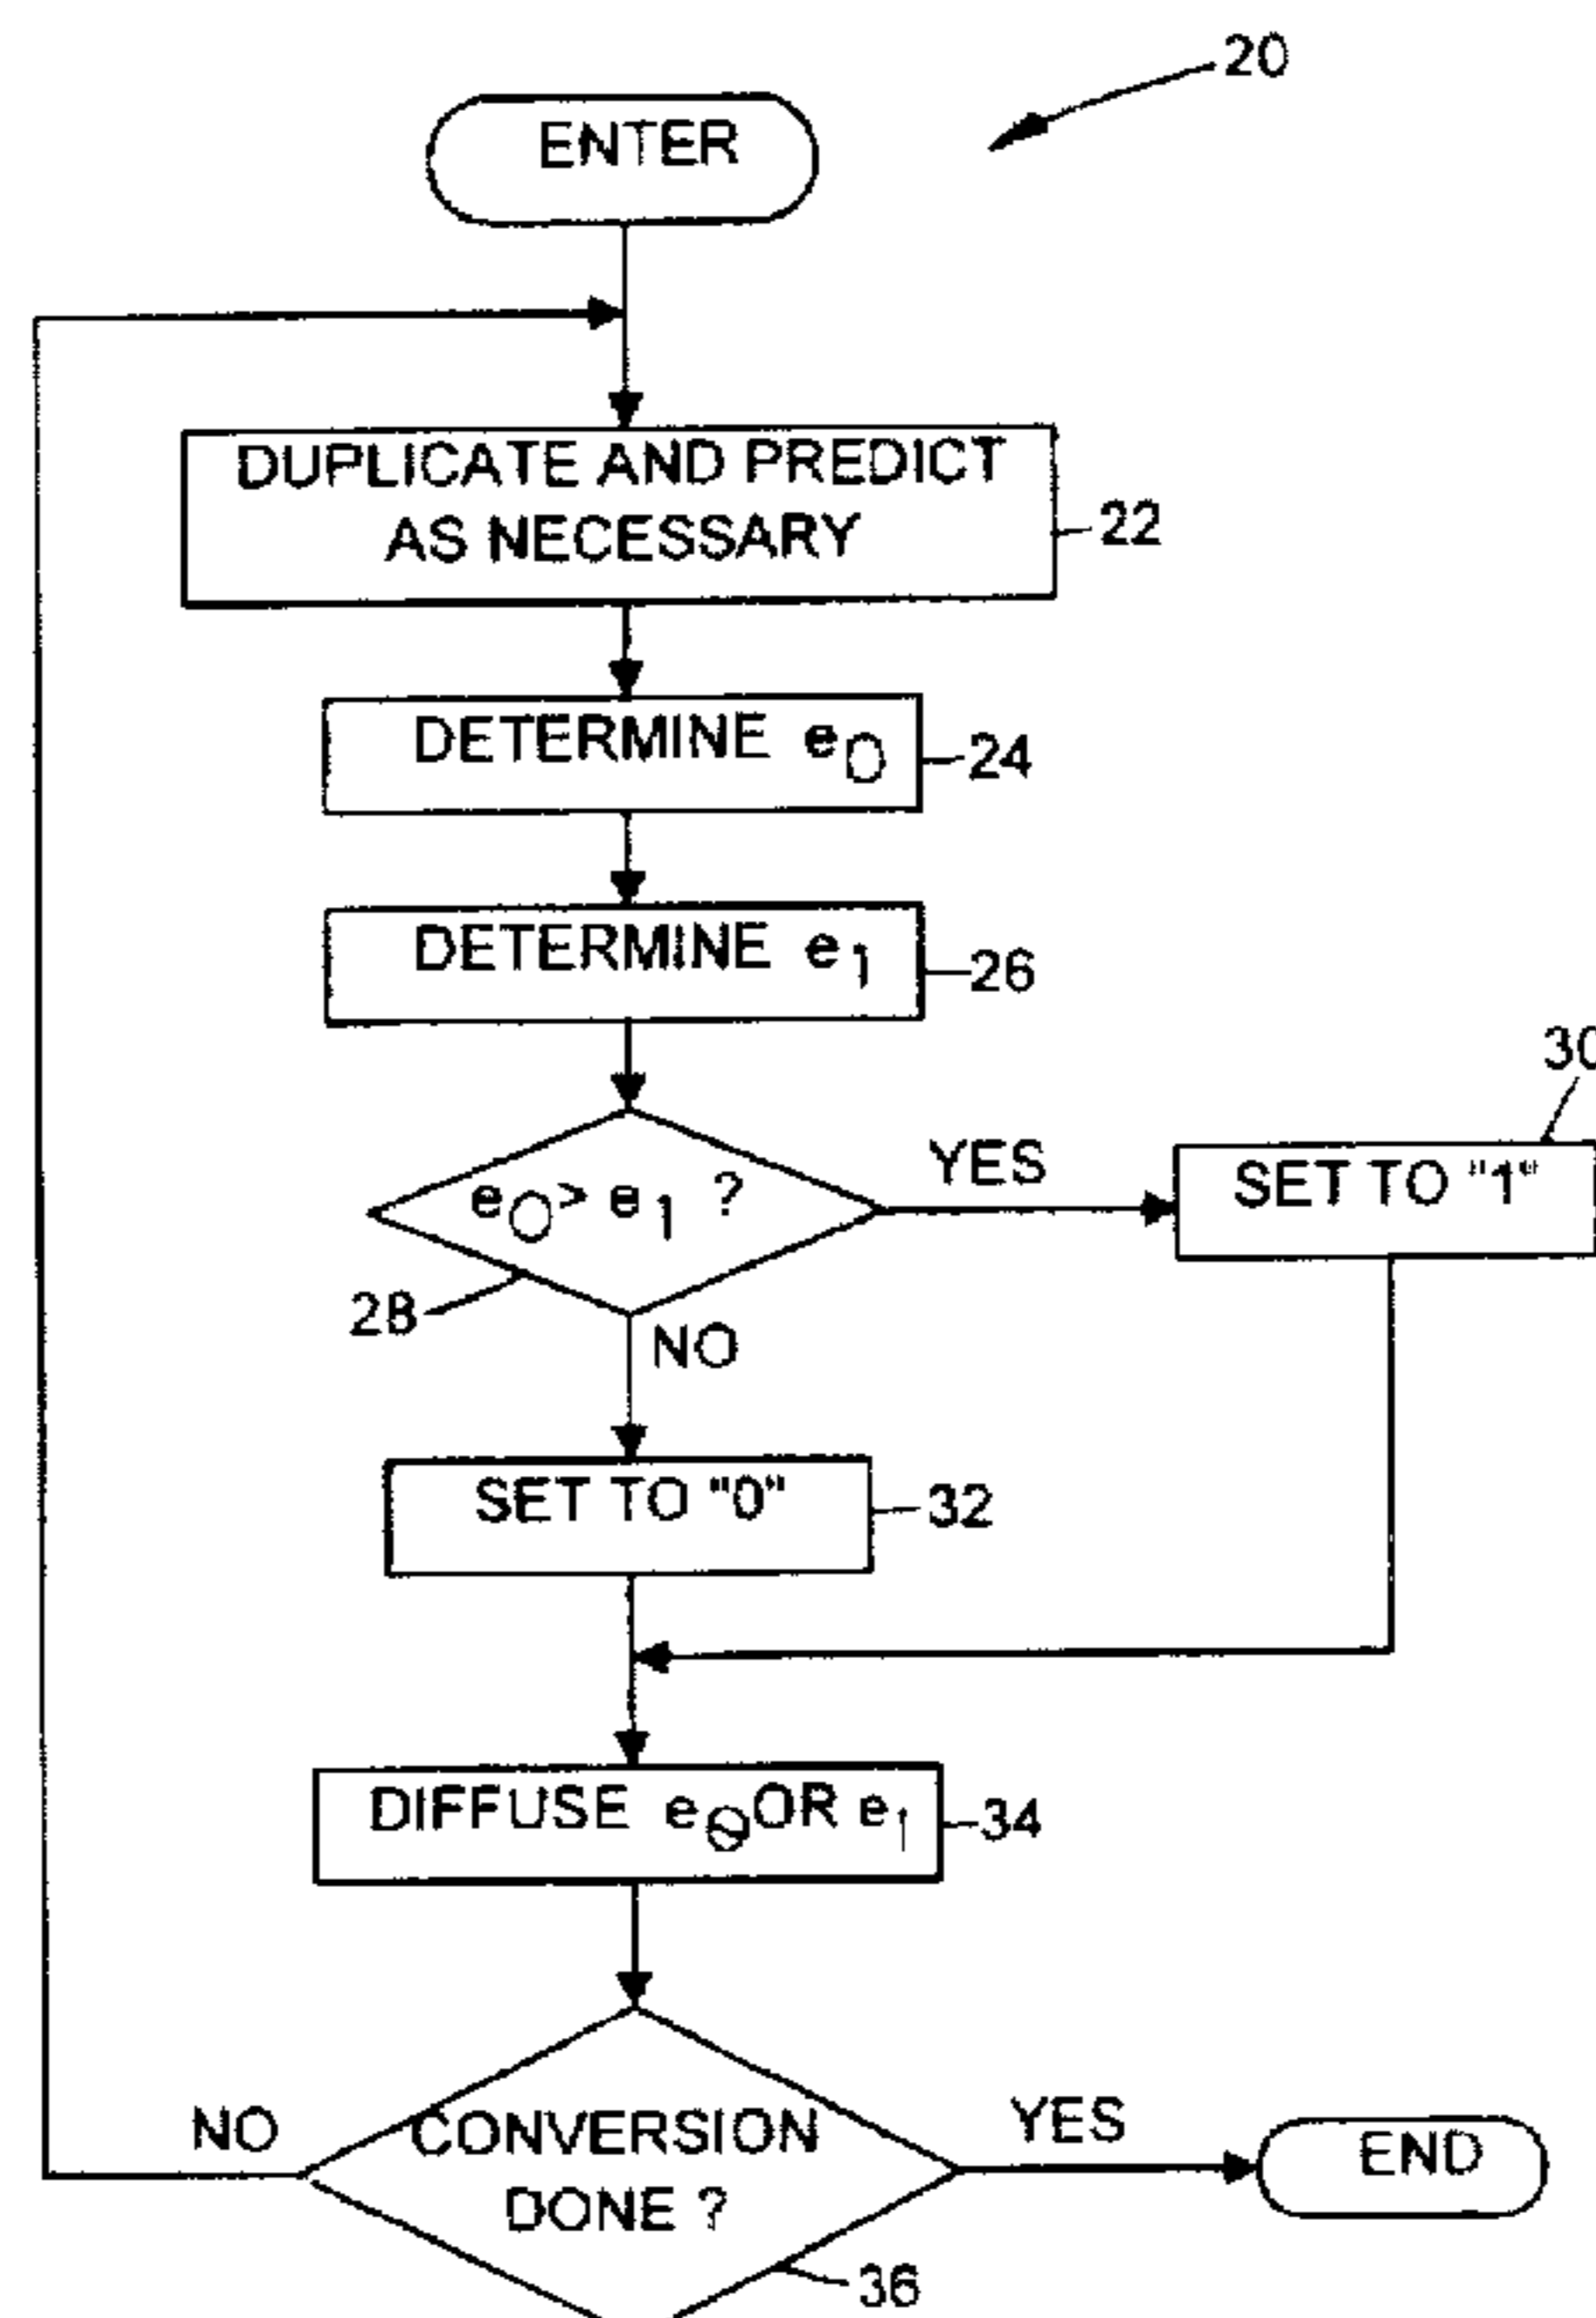 20
ENTER
DUPLICATE AND PREDICT
AS NECESSARY
22
DETERMINE e0
24
DETERMINE e1
26
30
e0> e1 ?
YES
SET TO "1"
28
NO
SET TO "0"
32
DIFFUSE e0 OR e1
34
NO
CONVERSION
DONE ?
YES
END
36